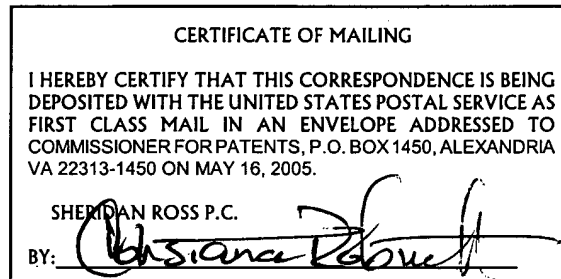 CERTIFICATE OF MAILING
I HEREBY CERTIFY THAT THIS CORRESPONDENCE IS BEING
DEPOSITED WITH THE UNITED STATES POSTAL SERVICE AS
FIRST CLASS MAIL IN AN ENVELOPE ADDRESSED TO
COMMISSIONER FOR PATENTS, P.O. BOX 1450, ALEXANDRIA
VA 22313-1450 ON MAY 16, 2005.
SHERIDAN ROSS P.C.
BY: